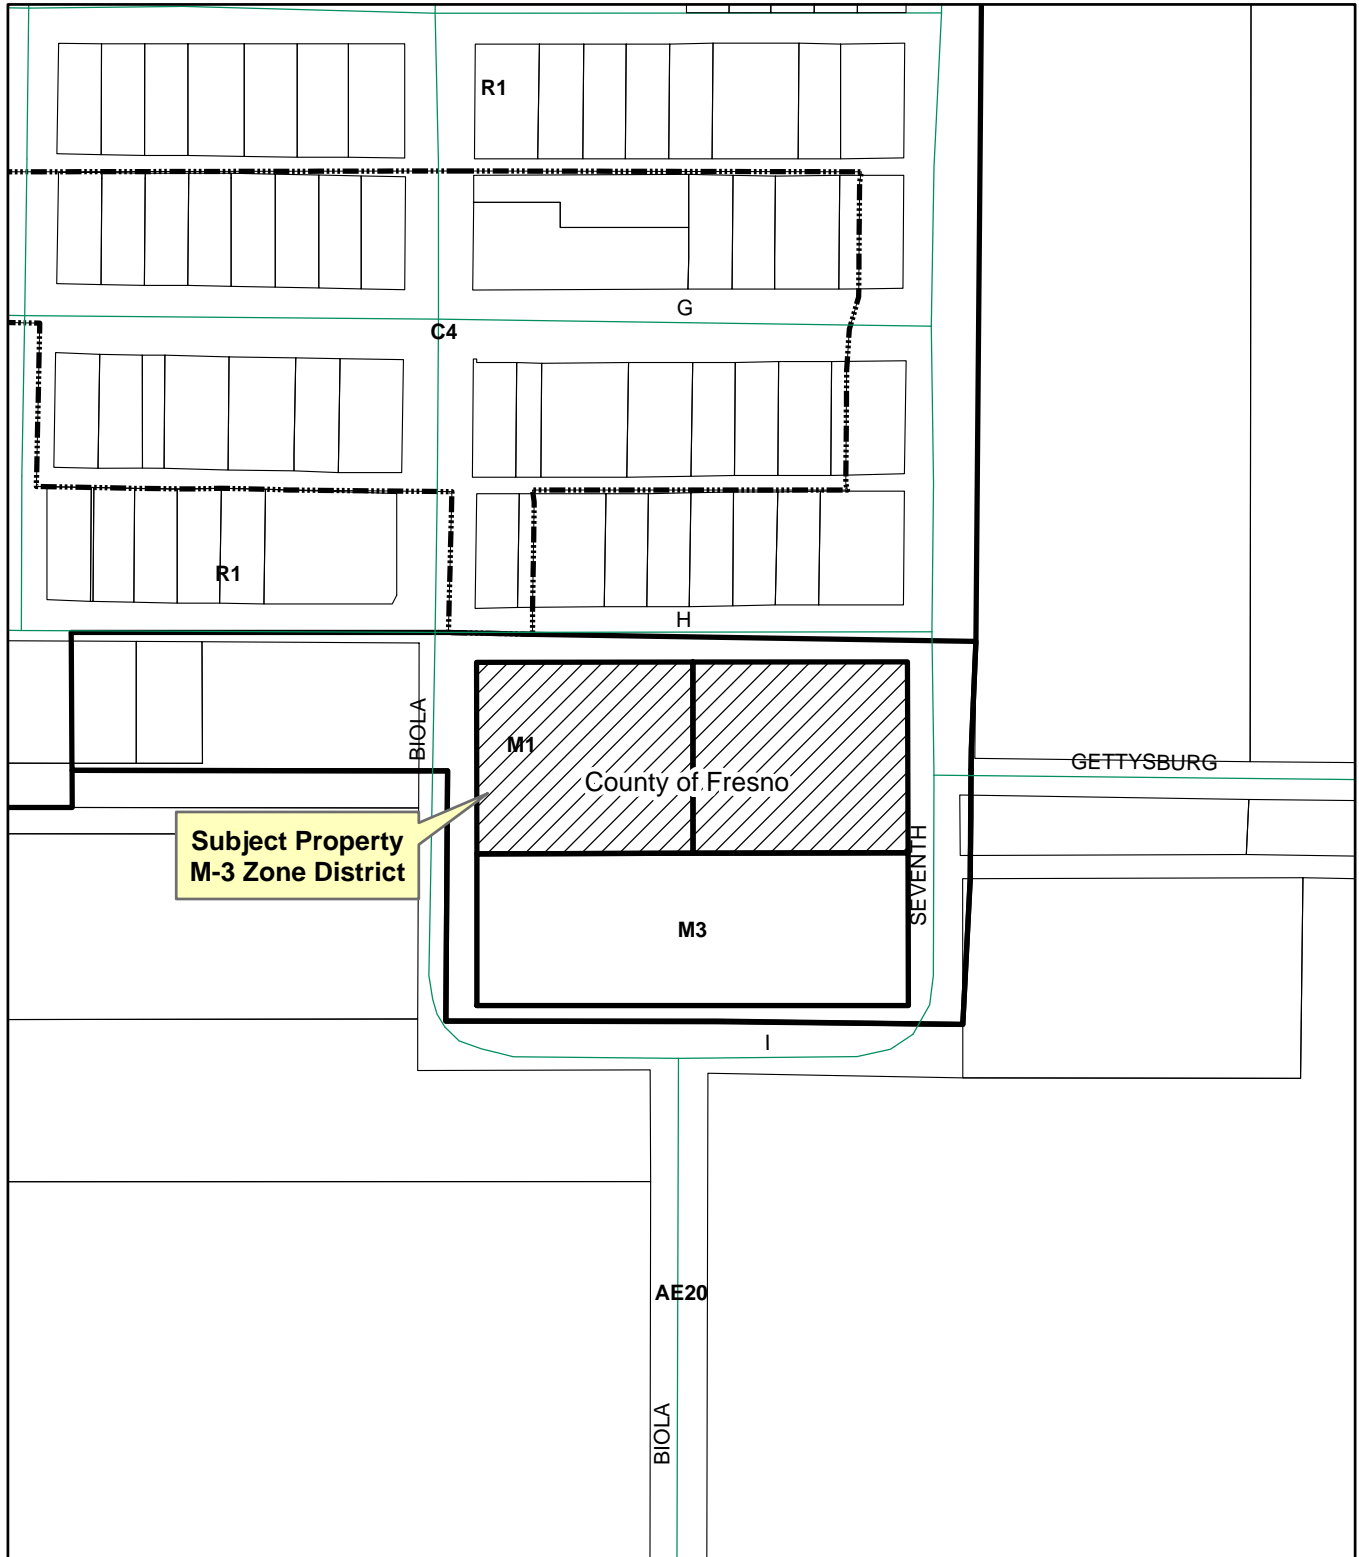 R1
G
C4
R1
H
BIOLA
M1
GETTYSBURG
County of Fresno
Subject Property
M-3 Zone District
SEVENTH
M3
I
AE20
BIOLA